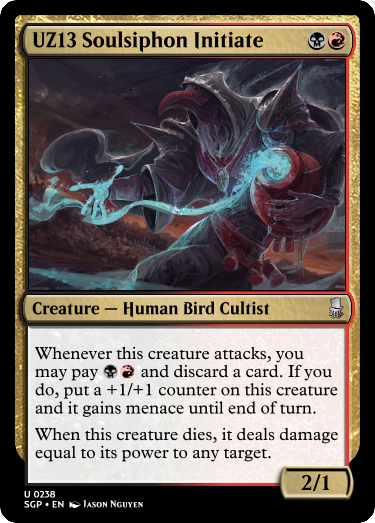 UZ13 Soulsiphon Initiate
Creature — Human Bird Cultist
Whenever this creature attacks, you
may pay and discard a card. If you
do, put a +1/+1 counter on this creature
and it gains menace until end of turn.
When this creature dies, it deals damage
equal to its power to any target.
2/1
U 0238
SGP • EN Jason Nguyen